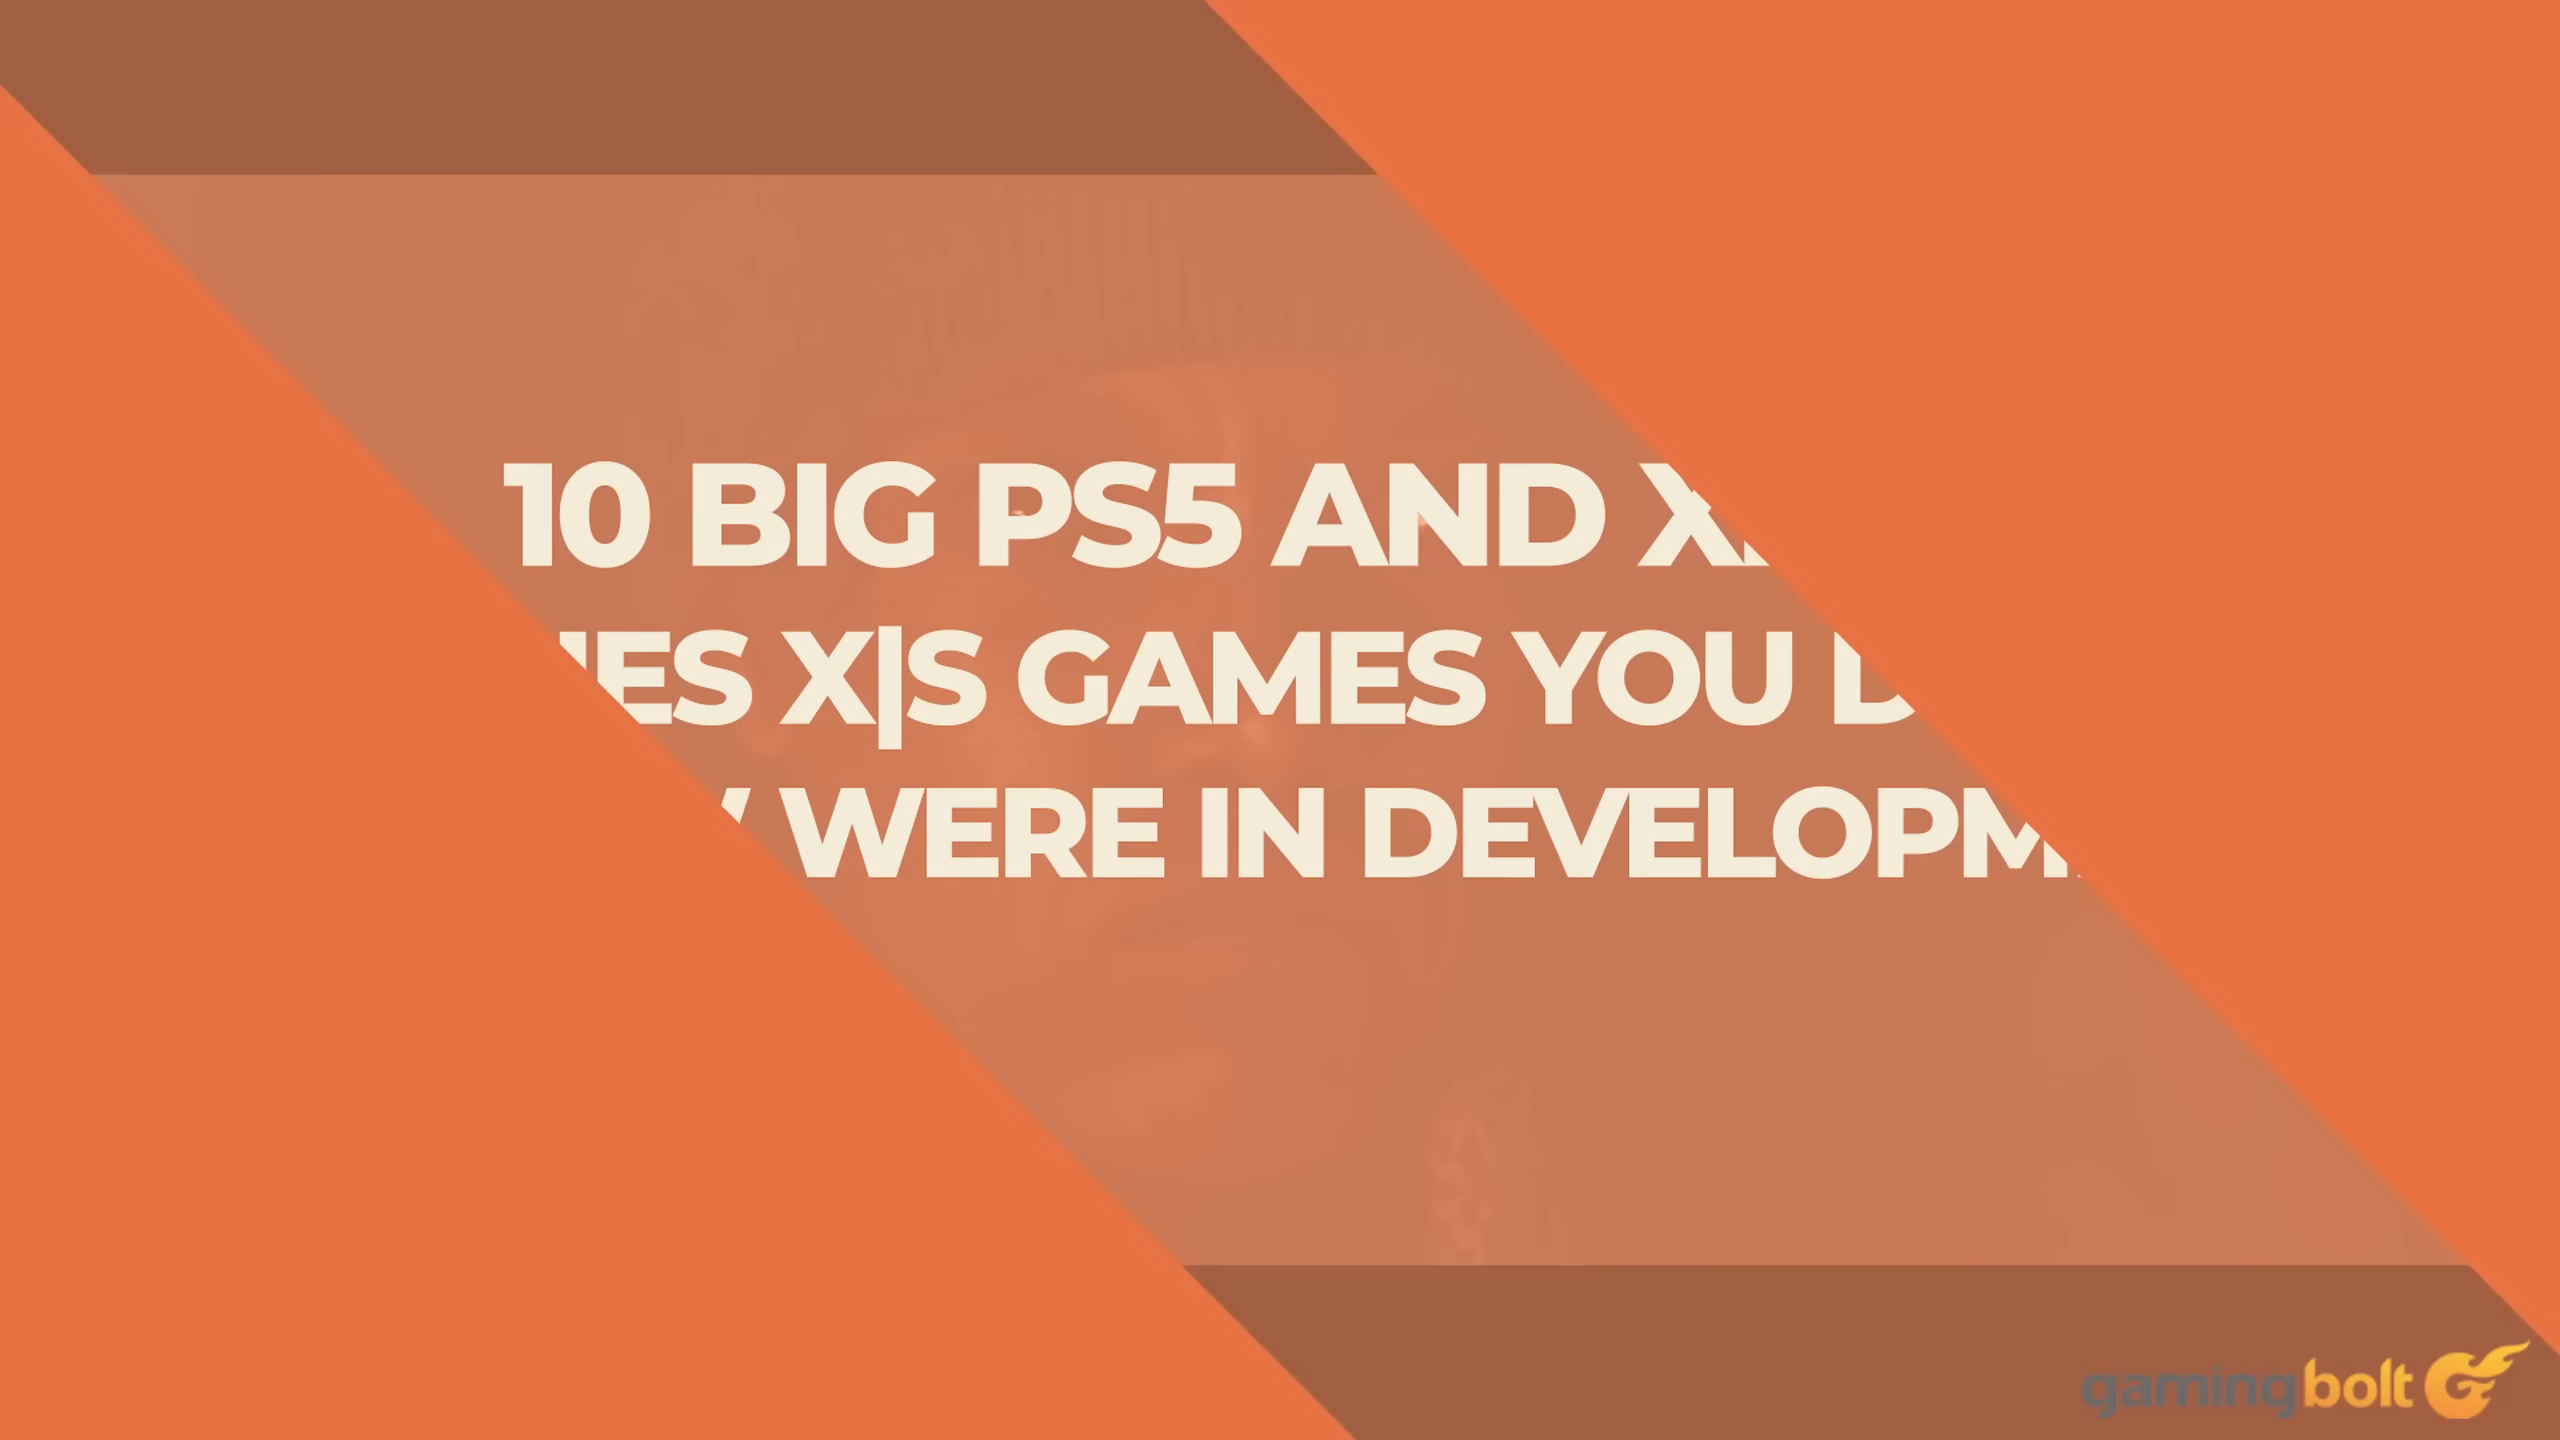 10 BIG PS5 AND X
ES X|S GAMES YOU D
WERE IN DEVELOPM
gamingbolt